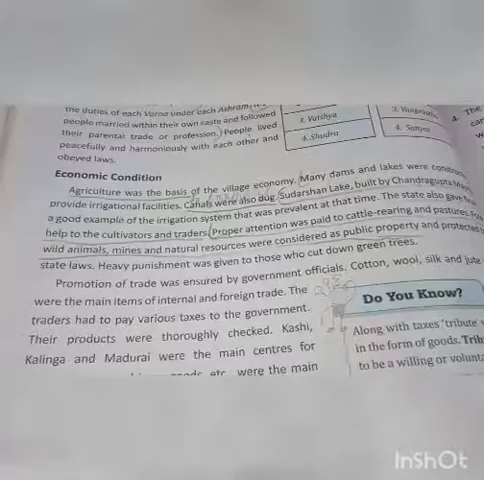 the duties of each Varna under each Ashram
people married within their own caste and followed
their parental trade or profession. People lived
peacefully and harmoniously with each other and
obeyed laws.
3. Vaishya
4. Shudra
4. Sanyas
4. The
Economic Condition
Agriculture was the basis of the village economy. Many dams and lakes were
provide irrigational facilities. Canals were also dug. Sudarshan Lake, built by Chandragupta
a good example of the irrigation system that was prevalent at that time. The state also gave
help to the cultivators and traders. Proper attention was paid to cattle-rearing and pastures.
wild animals, mines and natural resources were considered as public property and protected
state laws. Heavy punishment was given to those who cut down green trees.
Promotion of trade was ensured by government officials. Cotton, wool, silk and jute
were the main items of internal and foreign trade. The
traders had to pay various taxes to the government.
Their products were thoroughly checked. Kashi,
Kalinga and Madurai were the main centres for
etc were the main
Do You Know?
Along with taxes 'tribute'
in the form of goods.
to be a willing or
InShOt